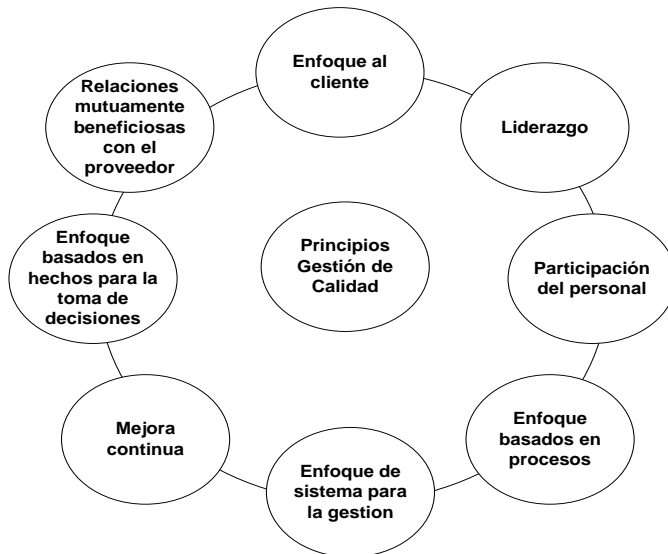 Enfoque al
cliente
Liderazgo
Participación
del personal
Enfoque
basados en
procesos
Enfoque de
sistema para
la gestion
Mejora
continua
Enfoque
basados en
hechos para la
toma de
decisiones
Relaciones
mutuamente
beneficiosas
con el
proveedor
Principios
Gestión de
Calidad